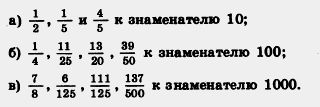 а) 1/2, 1/5 и 4/5 к знаменателю 10;
б) 1/4, 11/25, 13/20, 39/50 к знаменателю 100;
в) 7/8, 6/125, 111/125, 137/500 к знаменателю 1000.